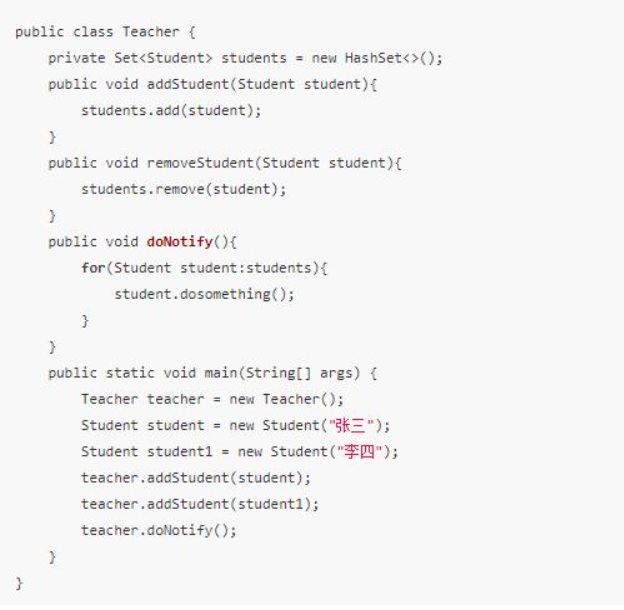 public class Teacher {
    private Set<Student> students = new HashSet<>();
    public void addStudent(Student student){
        students.add(student);
    }
    public void removeStudent(Student student){
        students.remove(student);
    }
    public void doNotify(){
        for(Student student:students){
            student.dosomething();
        }
    }
    public static void main(String[] args) {
        Teacher teacher = new Teacher();
        Student student = new Student("张三");
        Student student1 = new Student("李四");
        teacher.addStudent(student);
        teacher.addStudent(student1);
        teacher.doNotify();
    }
}